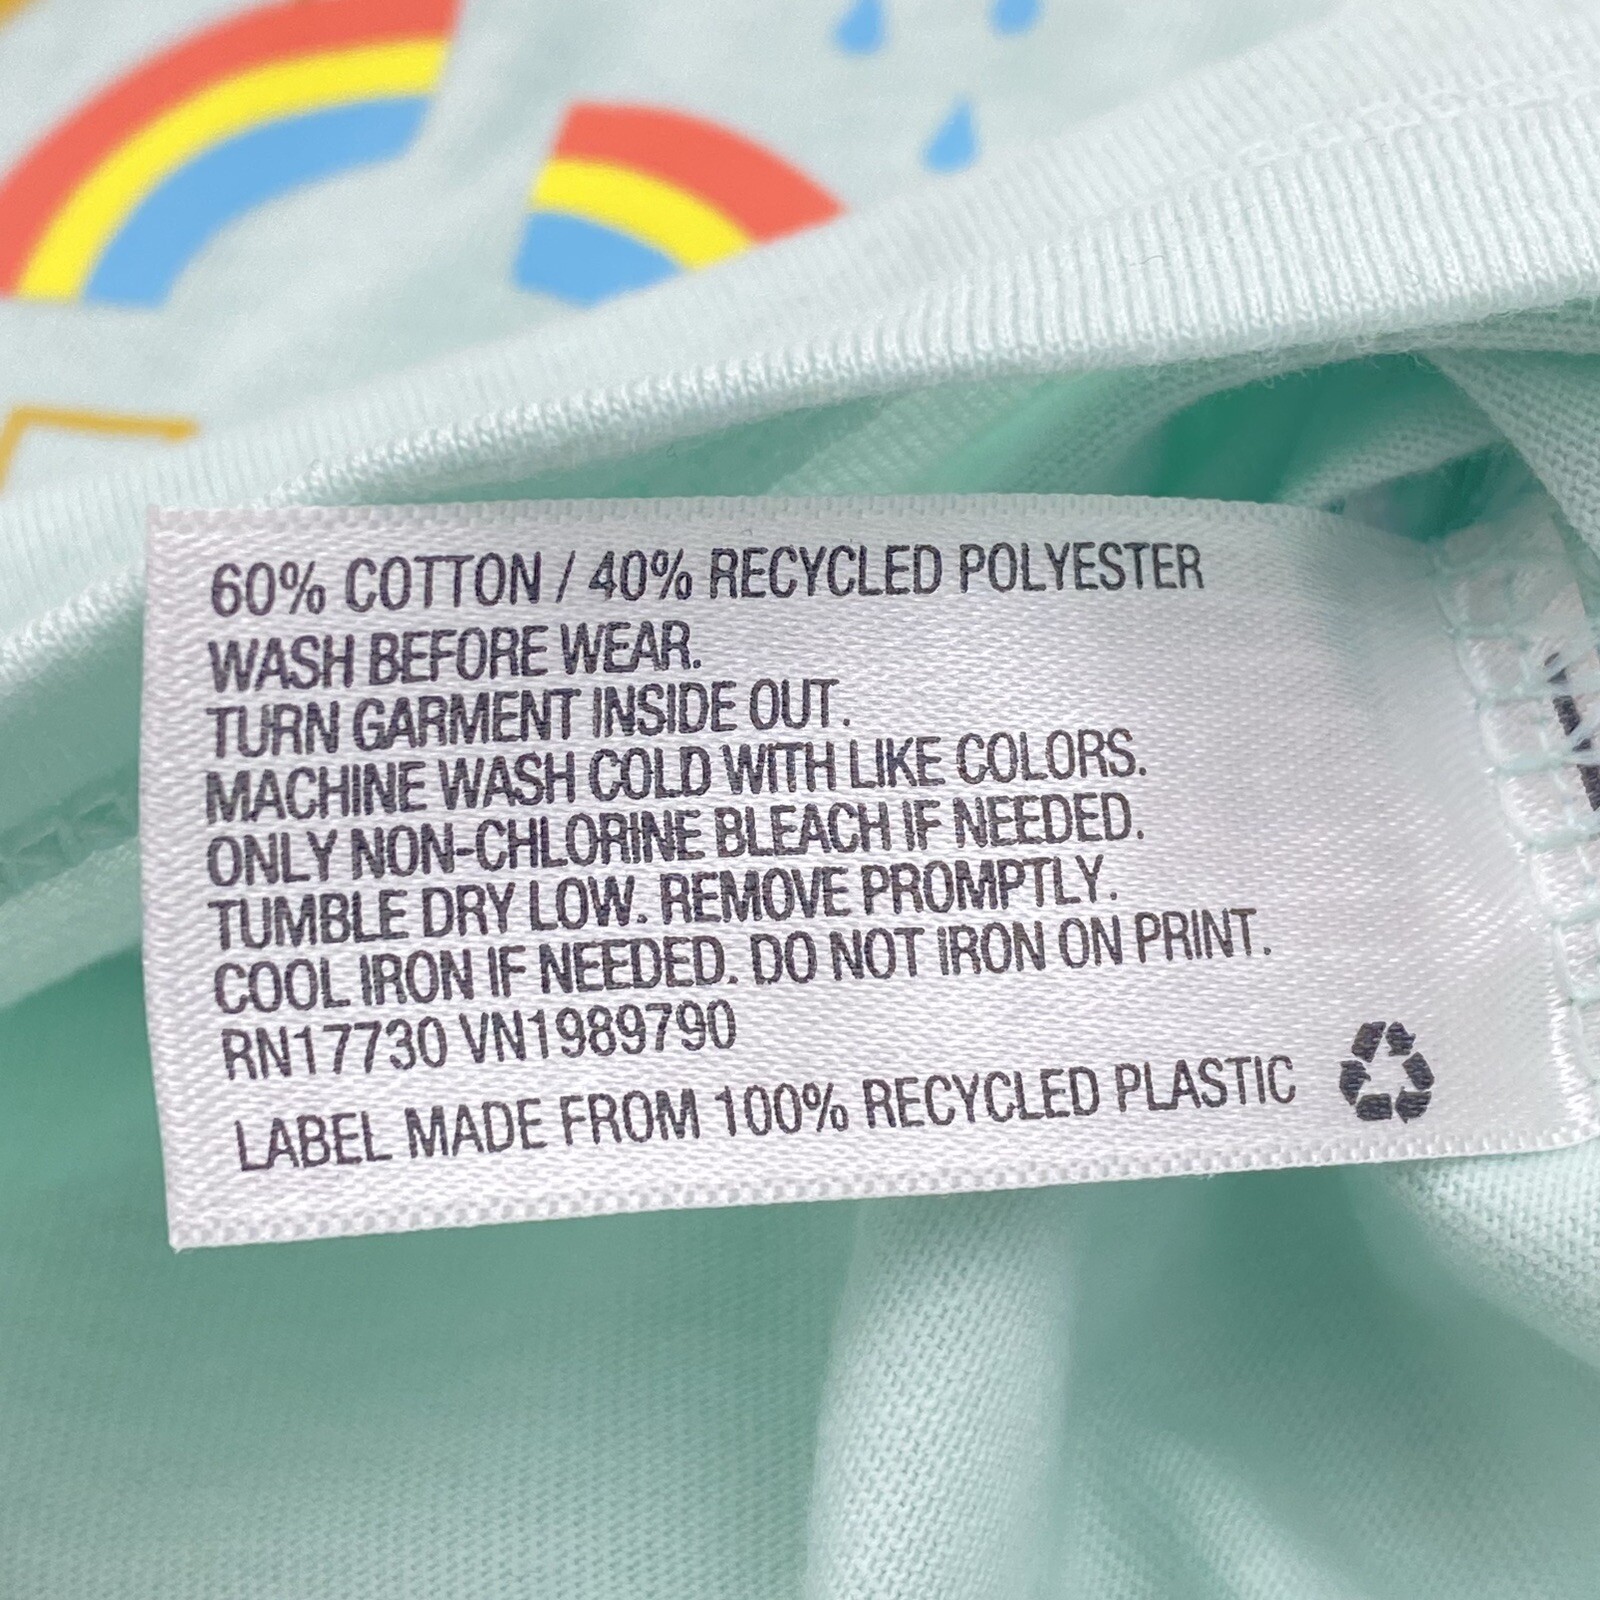 60% COTTON / 40% RECYCLED POLYESTER
WASH BEFORE WEAR.
TURN GARMENT INSIDE OUT.
MACHINE WASH COLD WITH LIKE COLORS.
ONLY NON-CHLORINE BLEACH IF NEEDED.
TUMBLE DRY LOW. REMOVE PROMPTLY.
COOL IRON IF NEEDED. DO NOT IRON ON PRINT.
RN17730 VN1989790
LABEL MADE FROM 100% RECYCLED PLASTIC